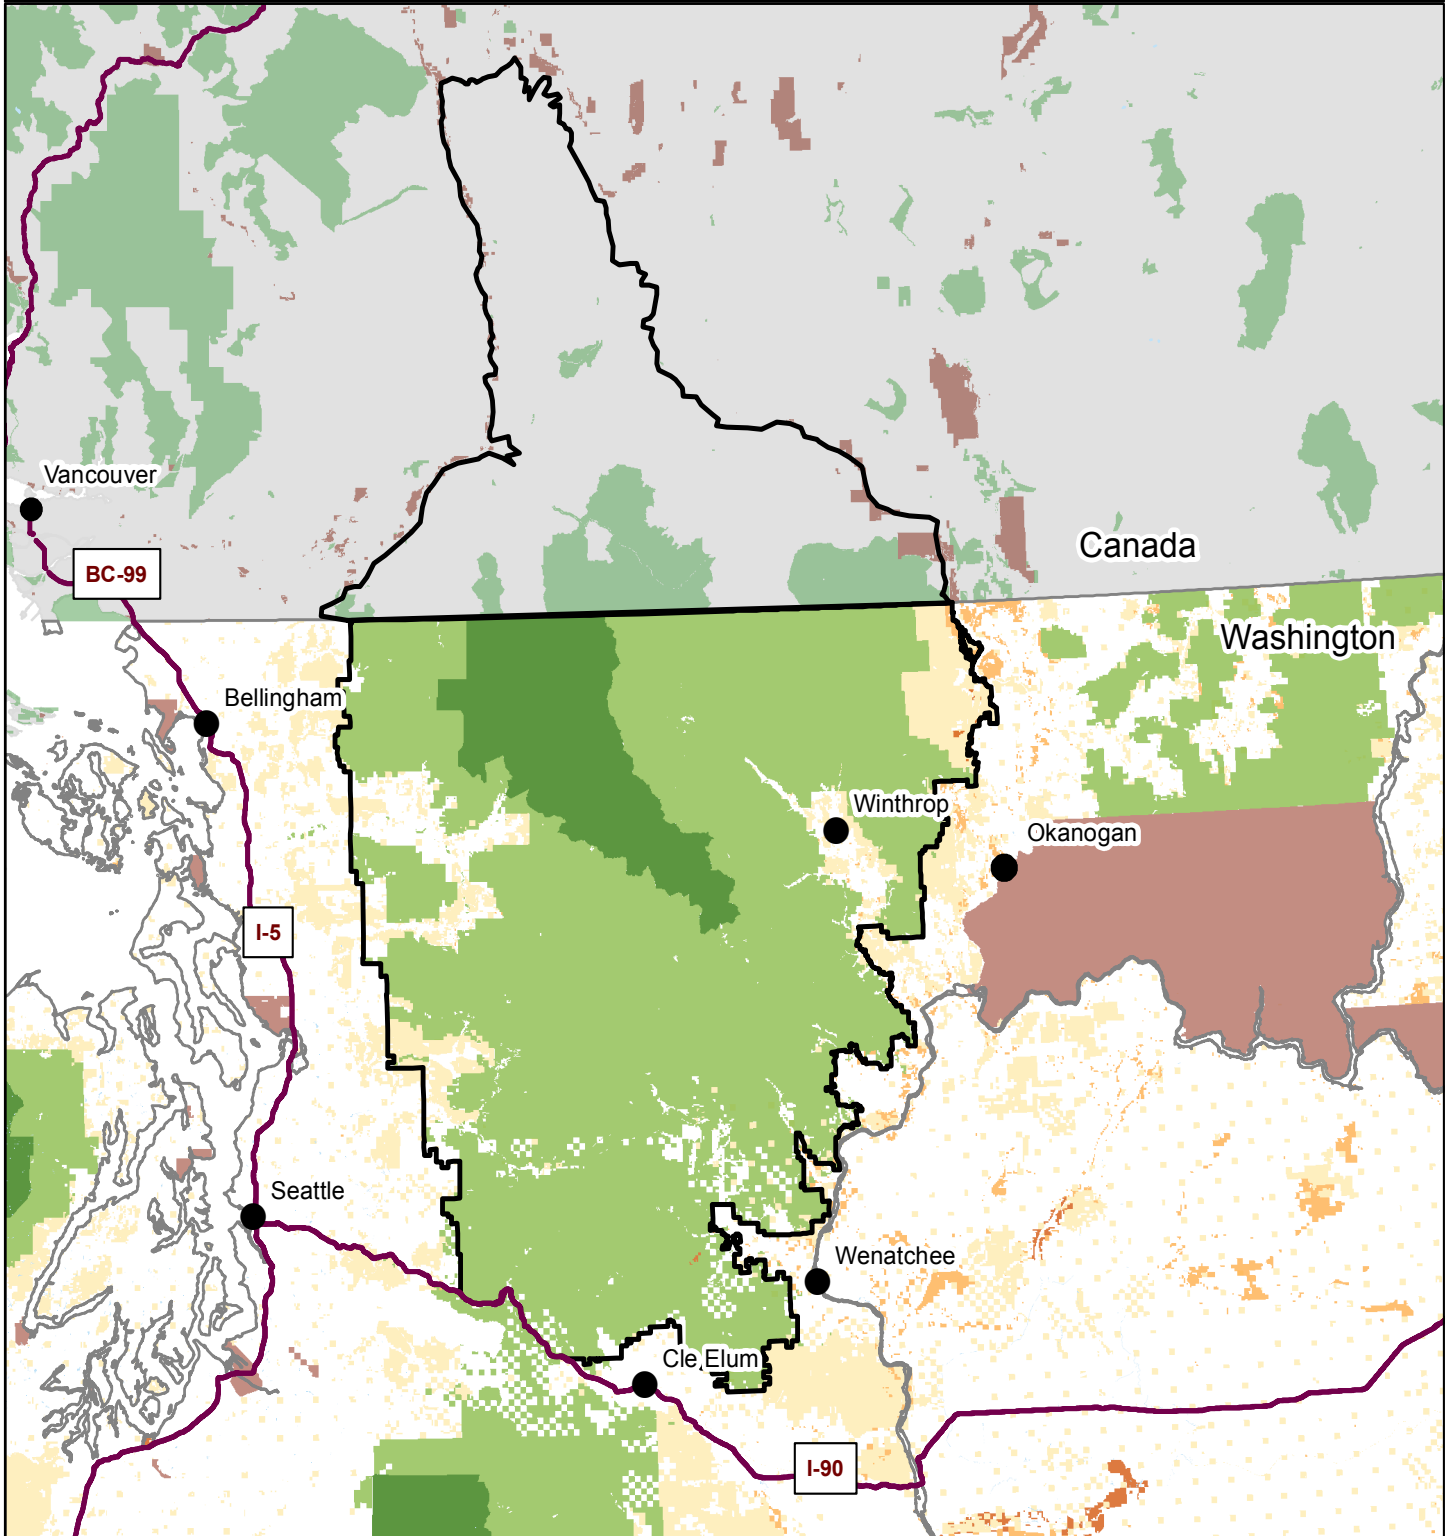 Vancouver
Canada
BC-99
Washington
Bellingham
Winthrop
Okanogan
I-5
Seattle
Wenatchee
Cle Elum
I-90